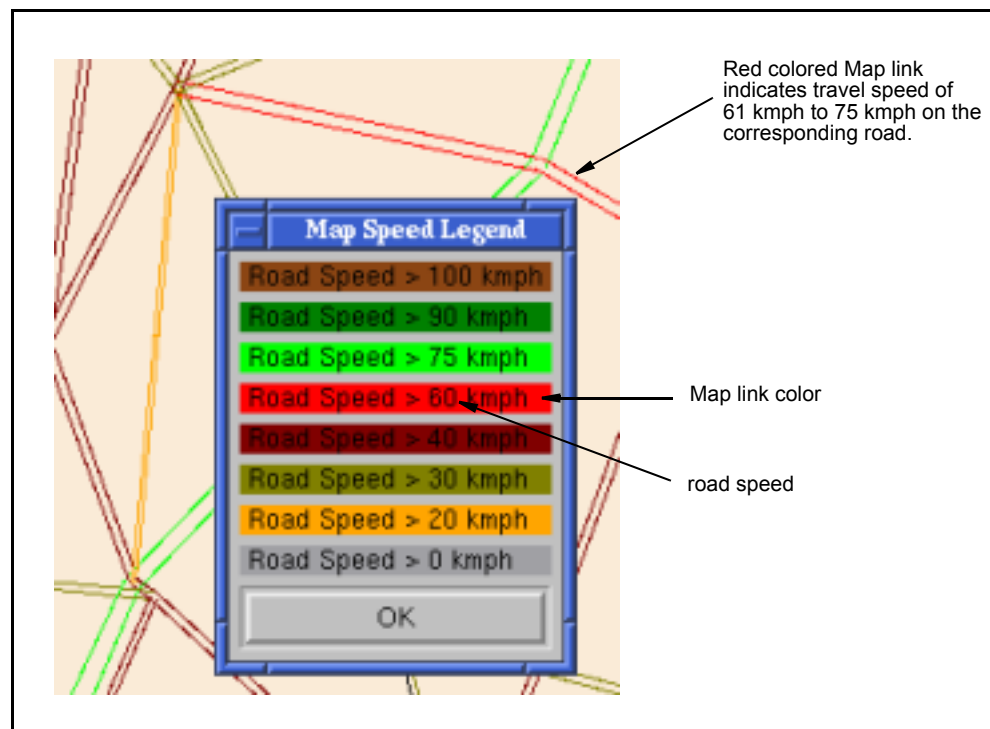 Red colored Map link
indicates travel speed of
61 kmph to 75 kmph on the
corresponding road.
Map Speed Legend
Road Speed > 100 kmph
Road Speed > 90 kmph
Road Speed > 75 kmph
Road Speed > 60 kmph
Road Speed > 40 kmph
Road Speed > 30 kmph
Road Speed > 20 kmph
Road Speed > 0 kmph
OK
Map link color
road speed